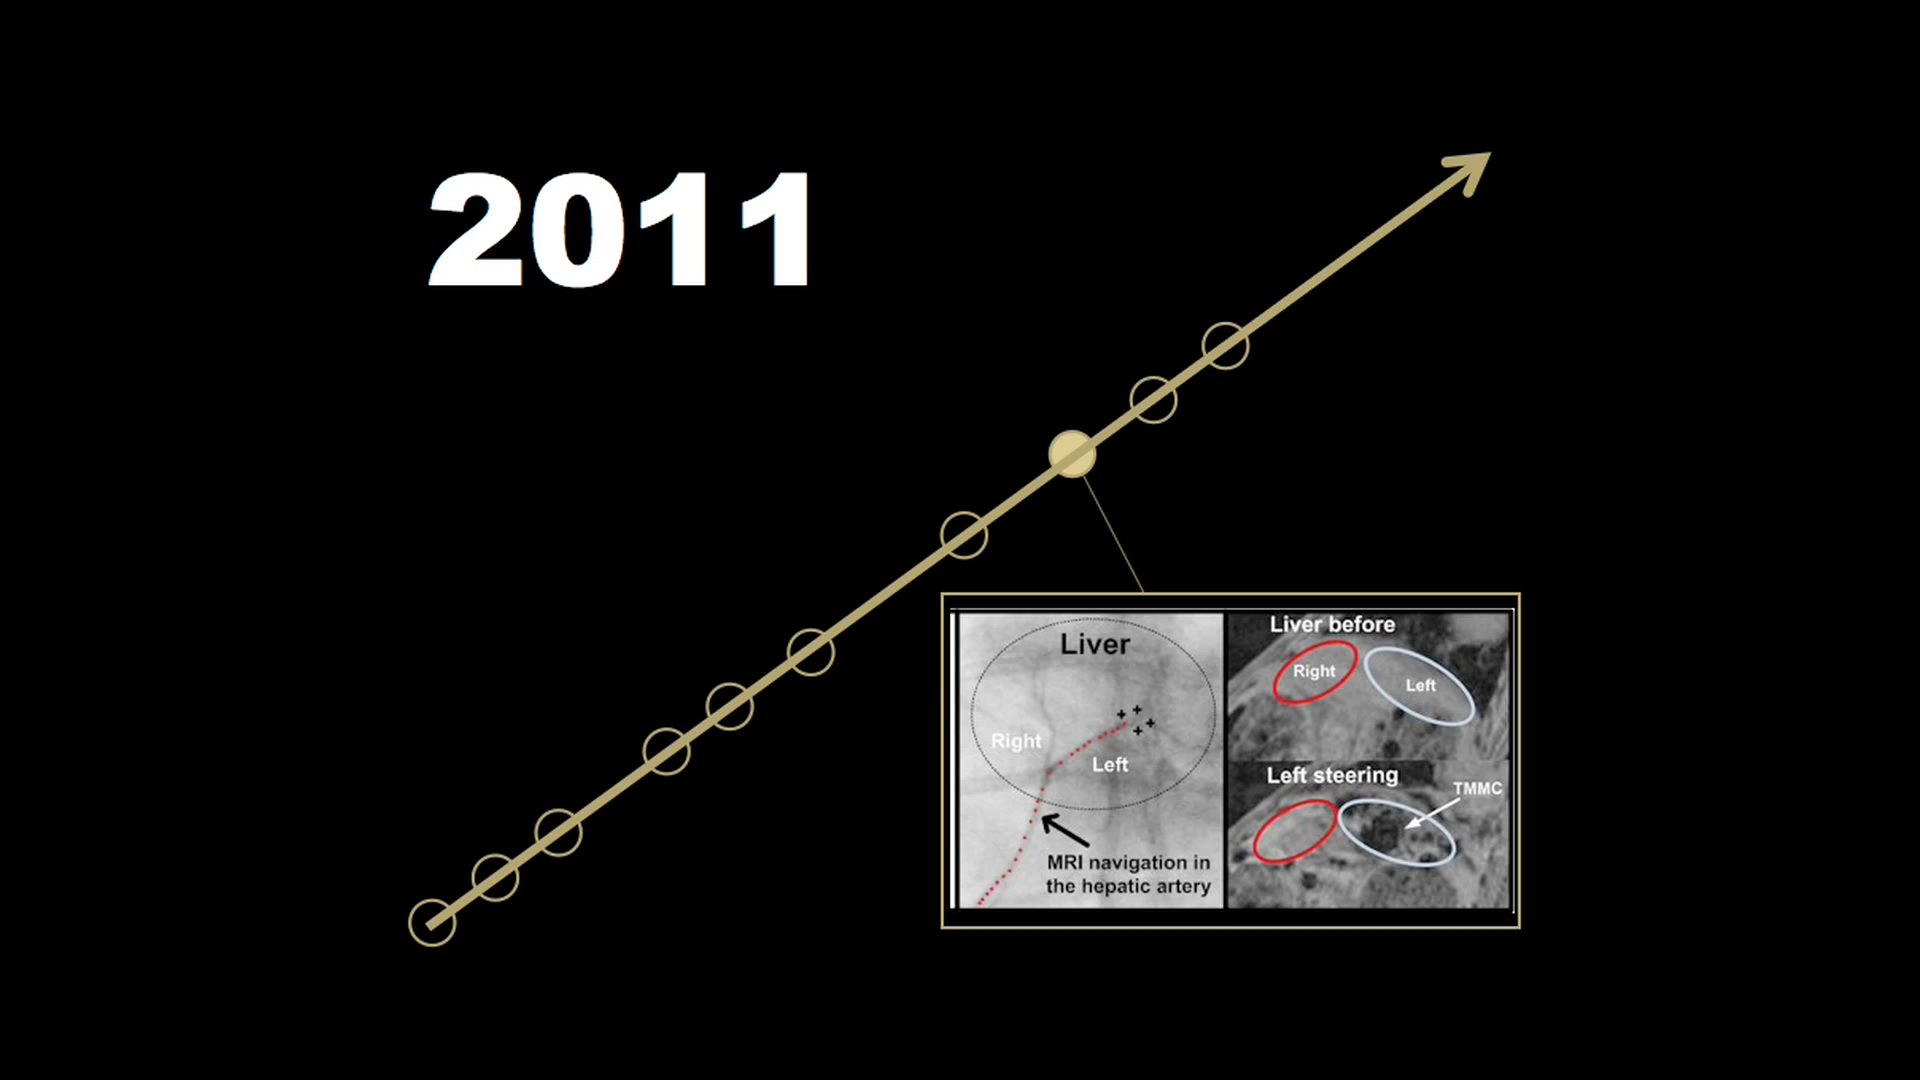 2011
Liver
Right
Left
MRI navigation in
the hepatic artery
Liver before
Right
Left
Left steering
TMMC